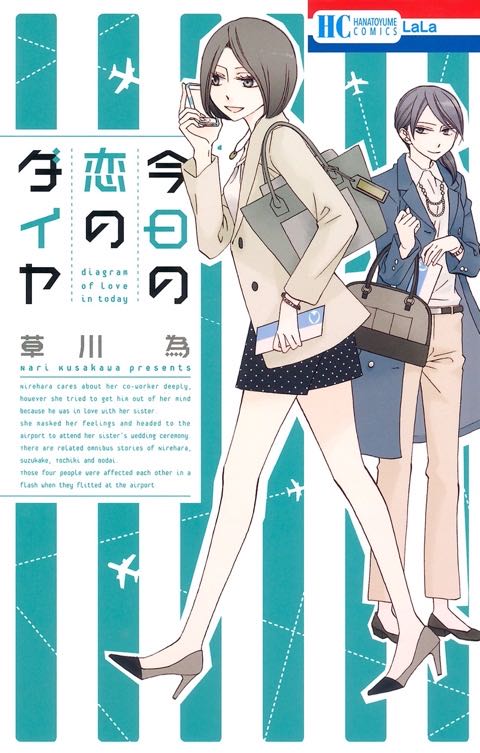 HC
HANATOYUME
COMICS
LaLa
今日の
恋の
ダイヤ
diagram
of love
in today
草川為
Nari Kusakawa presents
Nirehara cares about her co-worker deeply,
however she tried to get him out of her mind
because he was in love with her sister
She masked her feelings and headed to the
airport to attend her sister's wedding ceremony.
There are related omnibus stories of Nirehara,
Suzukake, Tochiki and Nodai.
Those four people were affected each other in a
flash when they flitted at the airport